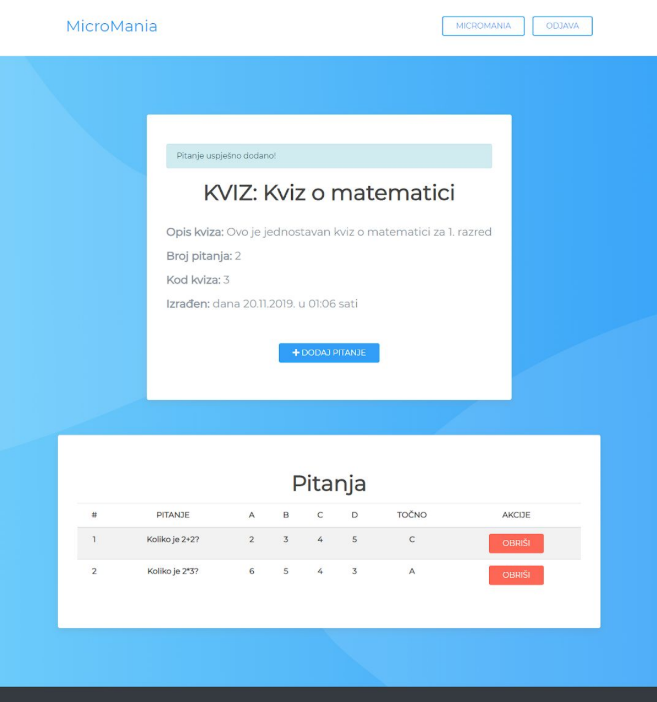 MicroMania
MICROMANIA ODJAVA
Pitanje uspješno dodano!
KVIZ: Kviz o matematici
Opis kviza: Ovo je jednostavan kviz o matematici za 1. razred
Broj pitanja: 2
Kod kviza: 3
Izrađen: dana 20.11.2019. u 01:06 sati
+ DODAJ PITANJE
Pitanja
# PITANJE A B C D TOČNO AKCIJE
1 Koliko je 2+2? 2 3 4 5 C OBRIŠI
2 Koliko je 2*3? 6 5 4 3 A OBRIŠI